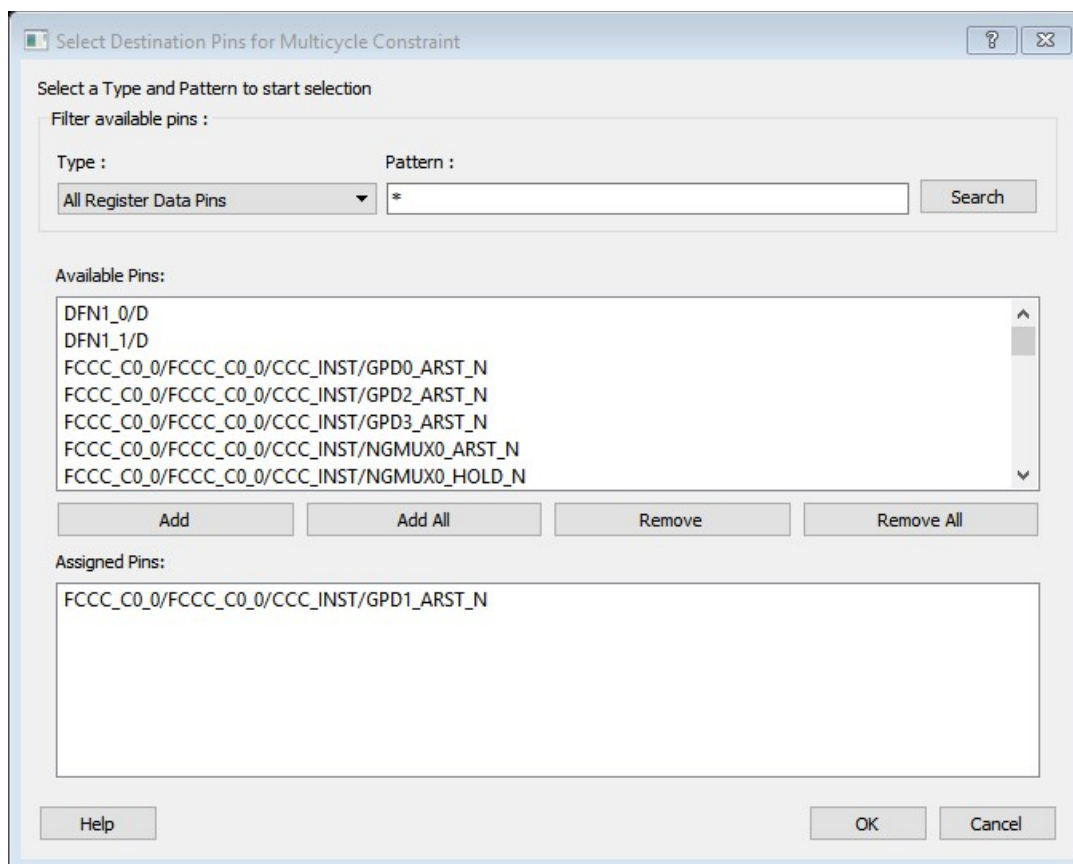 Select Destination Pins for Multicycle Constraint
Select a Type and Pattern to start selection
Filter available pins :
Type : Pattern :
All Register Data Pins * Search
Available Pins:
DFN1_0/D
DFN1_1/D
FCCC_C0_0/FCCC_C0_0/CCC_INST/GPD0_ARST_N
FCCC_C0_0/FCCC_C0_0/CCC_INST/GPD2_ARST_N
FCCC_C0_0/FCCC_C0_0/CCC_INST/GPD3_ARST_N
FCCC_C0_0/FCCC_C0_0/CCC_INST/NGMUX0_ARST_N
FCCC_C0_0/FCCC_C0_0/CCC_INST/NGMUX0_HOLD_N
Add Add All Remove Remove All
Assigned Pins:
FCCC_C0_0/FCCC_C0_0/CCC_INST/GPD1_ARST_N
Help OK Cancel